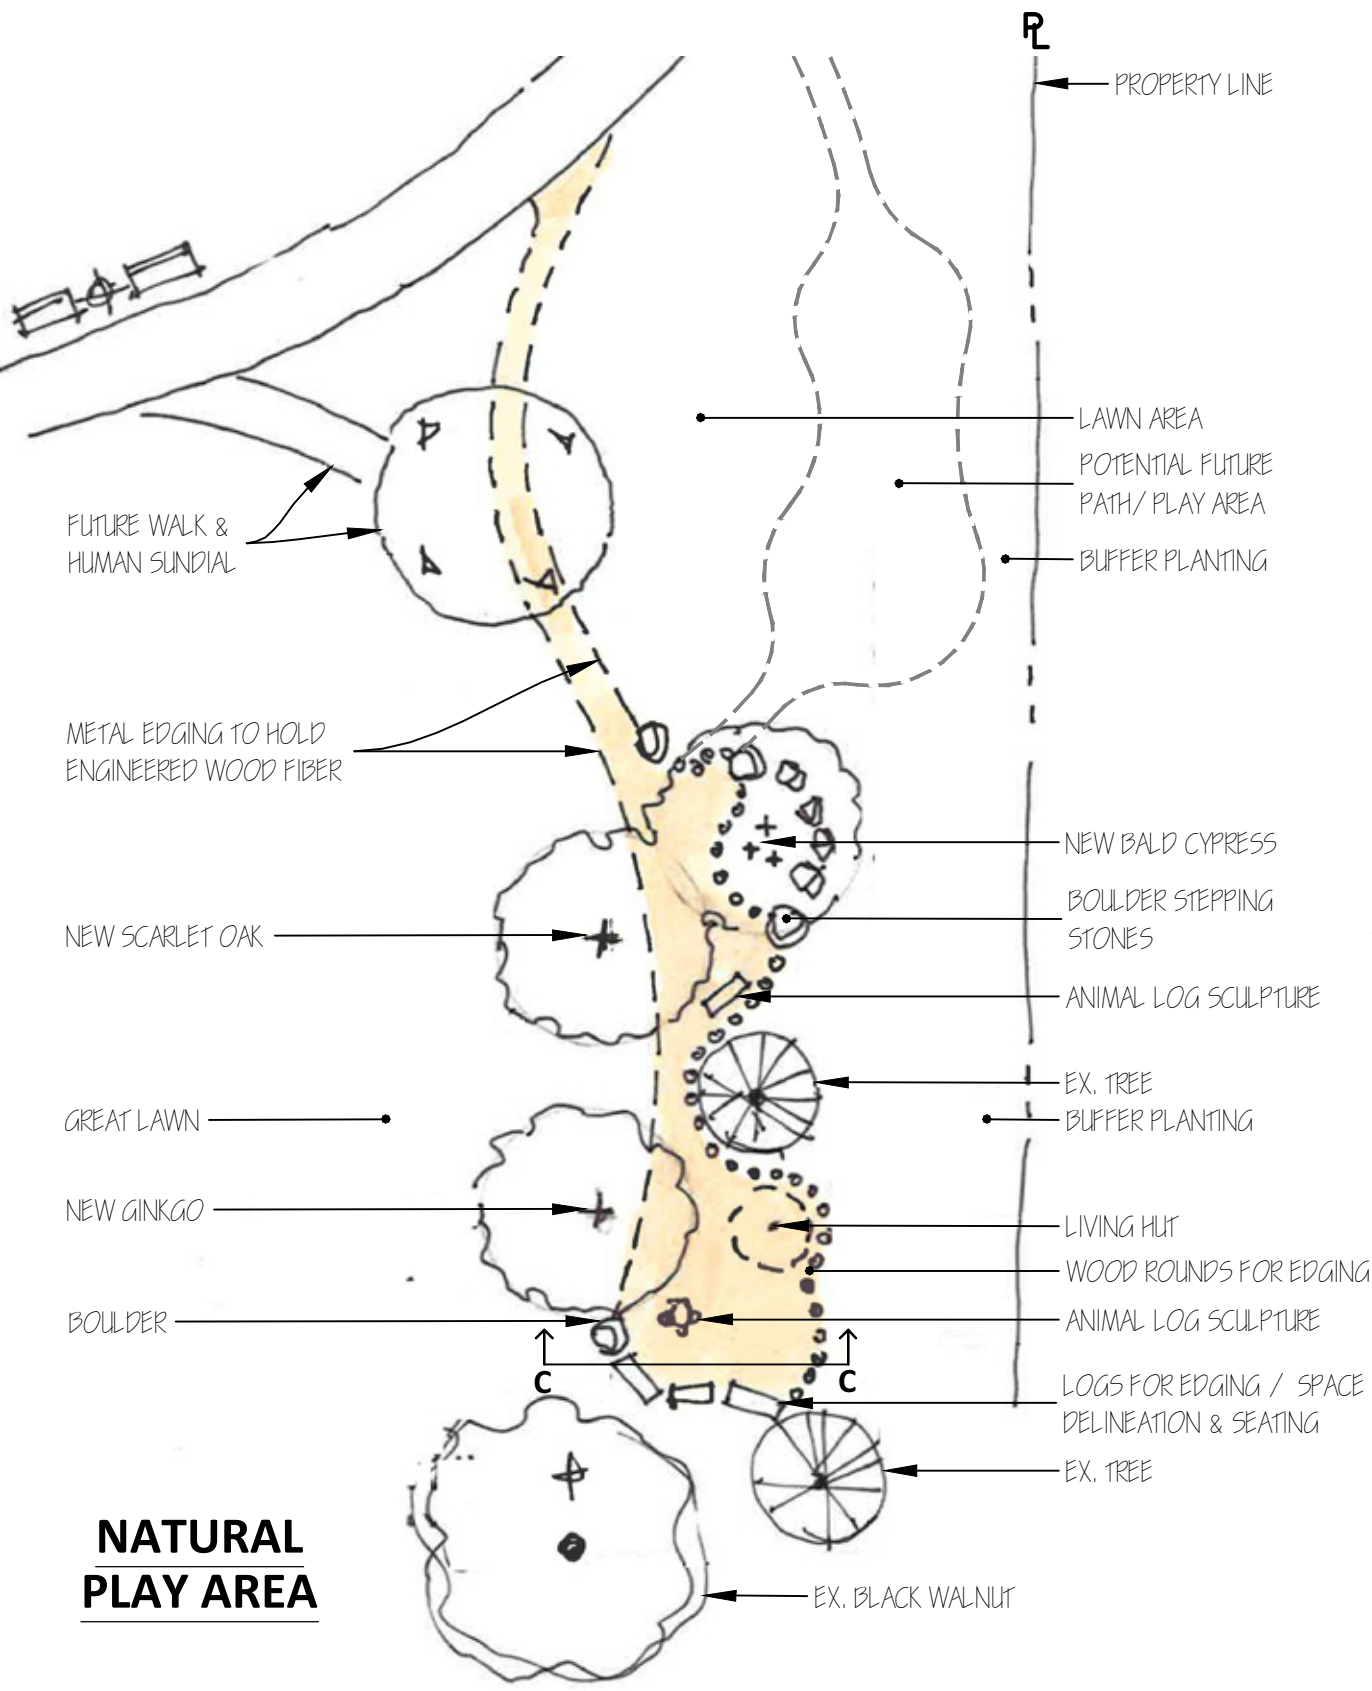 PL
PROPERTY LINE
LAWN AREA
POTENTIAL FUTURE
PATH/ PLAY AREA
BUFFER PLANTING
FUTURE WALK &
HUMAN SUNDIAL
METAL EDGING TO HOLD
ENGINEERED WOOD FIBER
NEW BALD CYPRESS
BOULDER STEPPING
STONES
NEW SCARLET OAK
ANIMAL LOG SCULPTURE
EX. TREE
GREAT LAWN
BUFFER PLANTING
NEW GINKGO
LIVING HUT
WOOD ROUNDS FOR EDGING
BOULDER
ANIMAL LOG SCULPTURE
C
C
LOGS FOR EDGING / SPACE
DELINEATION & SEATING
EX. TREE
NATURAL
PLAY AREA
EX. BLACK WALNUT